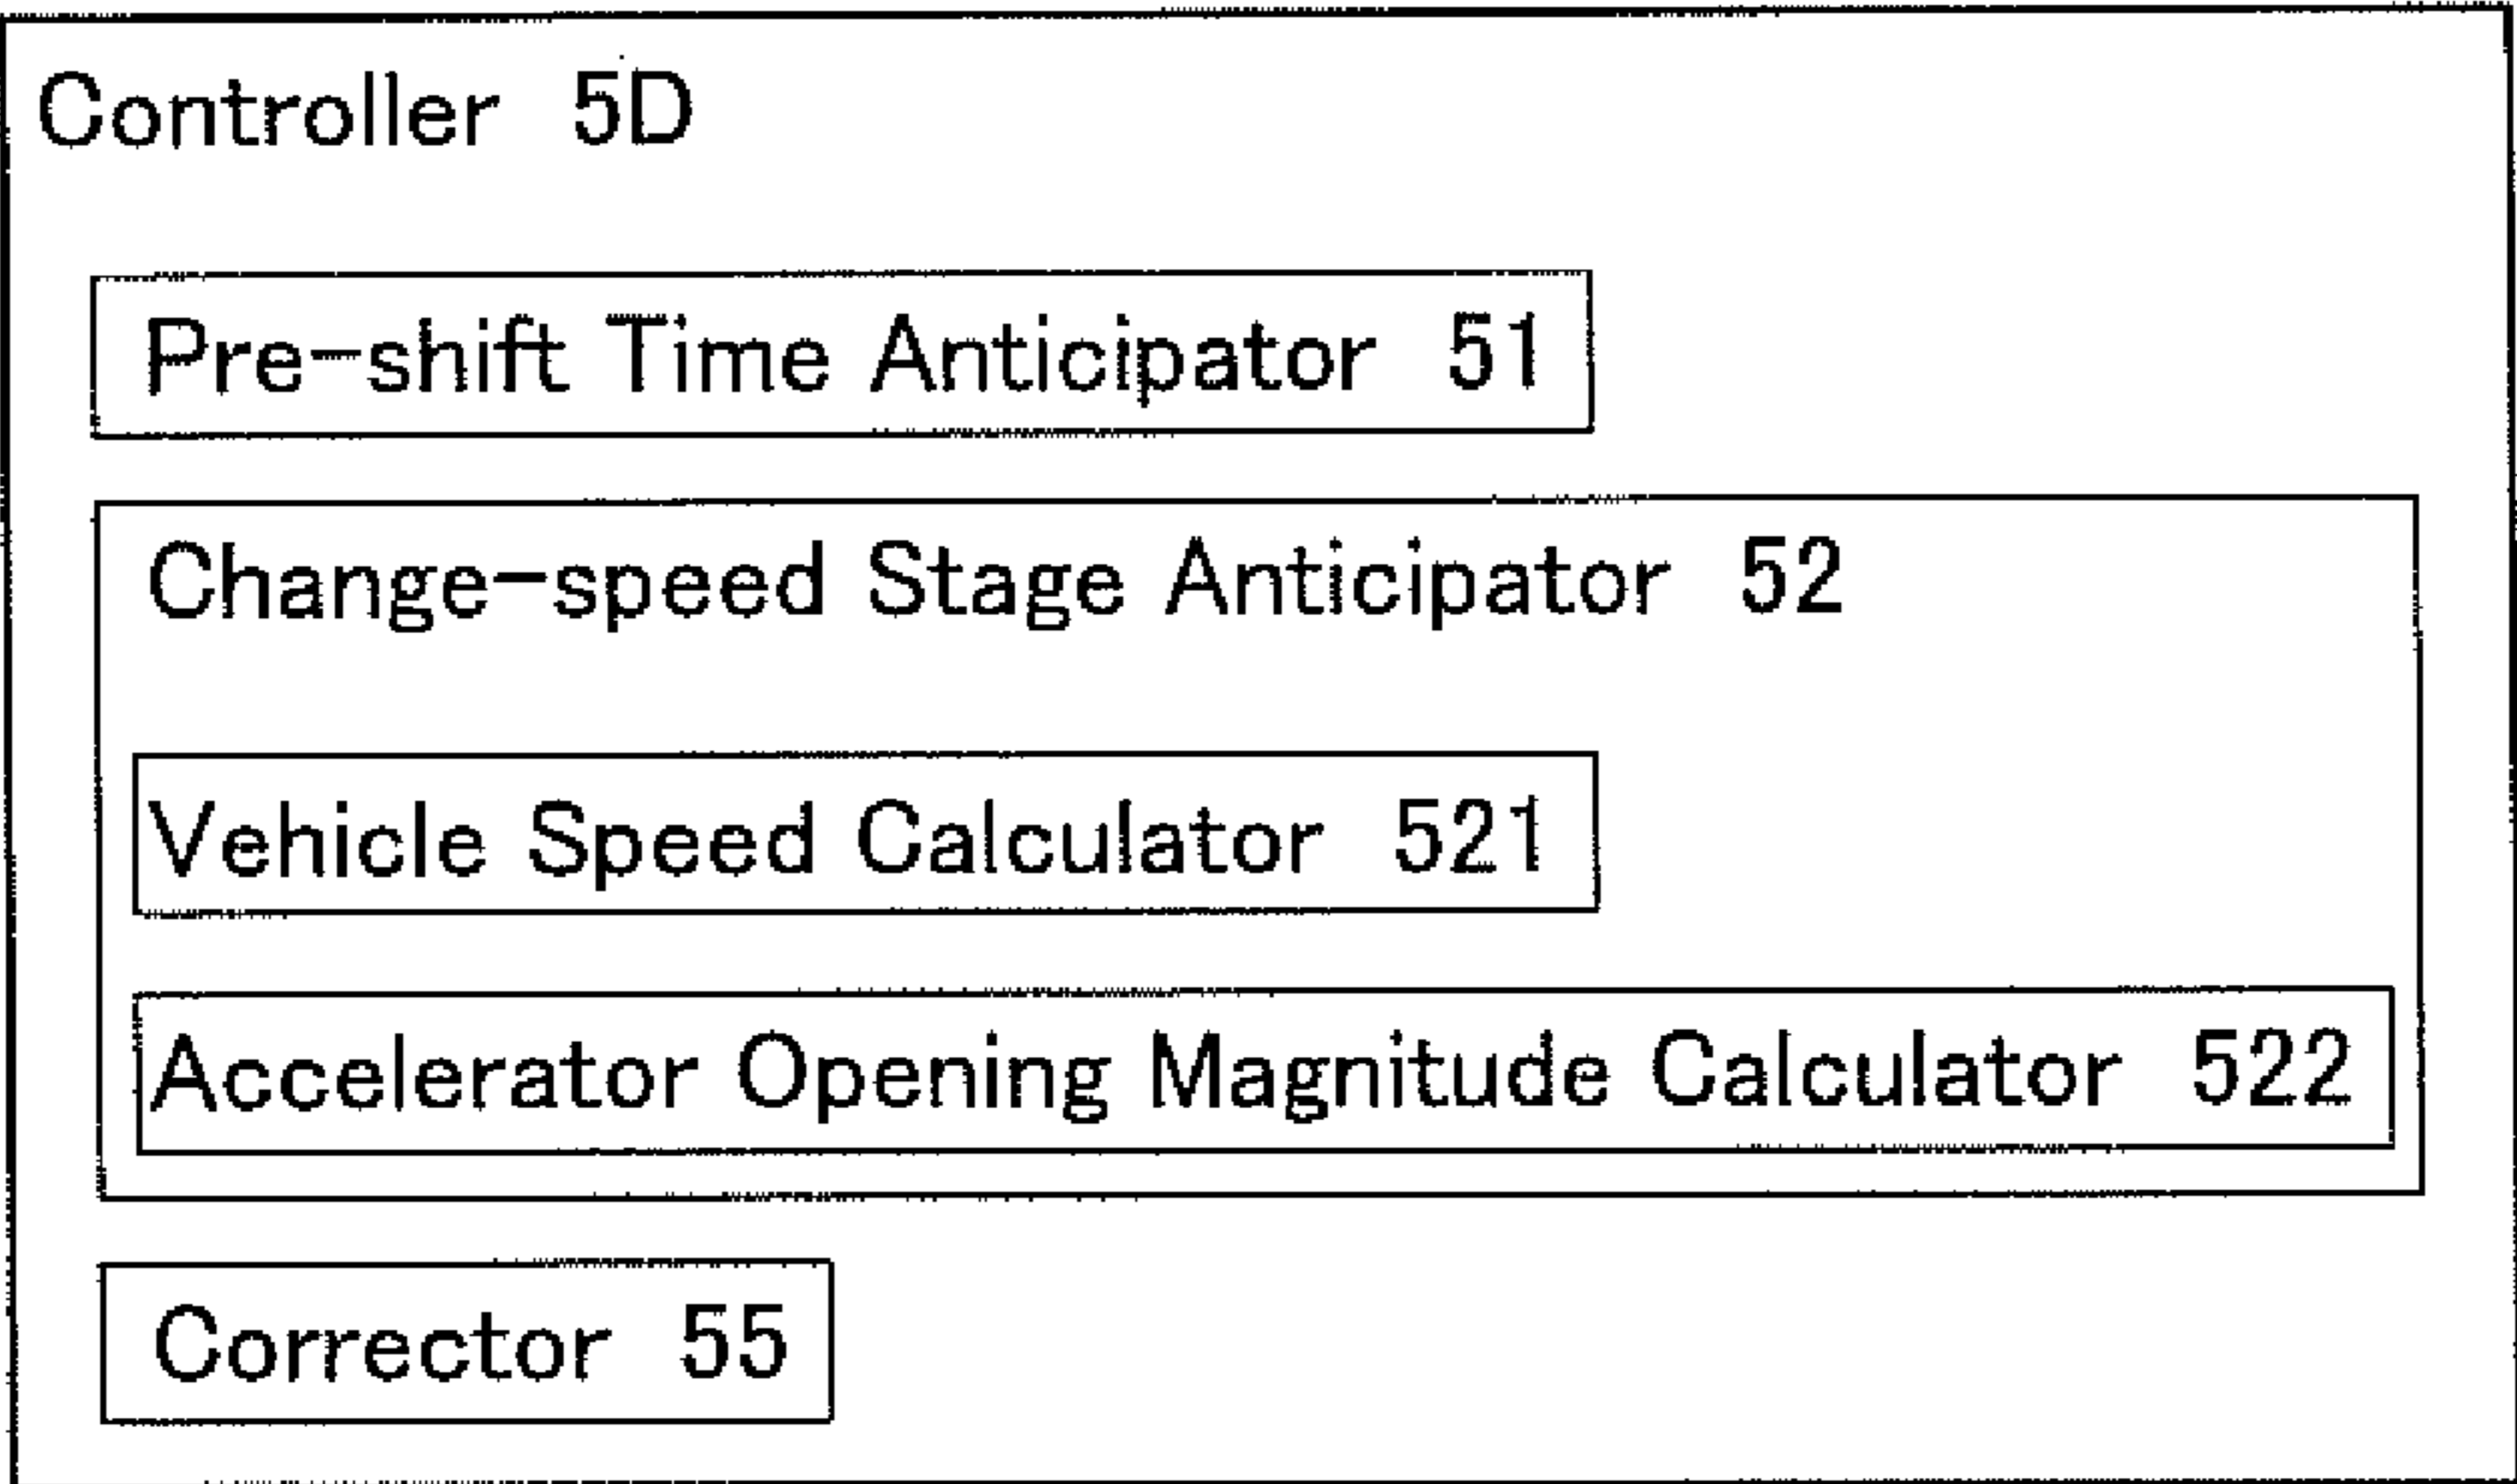 Controller 5D
Pre-shift Time Anticipator 51
Change-speed Stage Anticipator 52
Vehicle Speed Calculator 521
Accelerator Opening Magnitude Calculator 522
Corrector 55